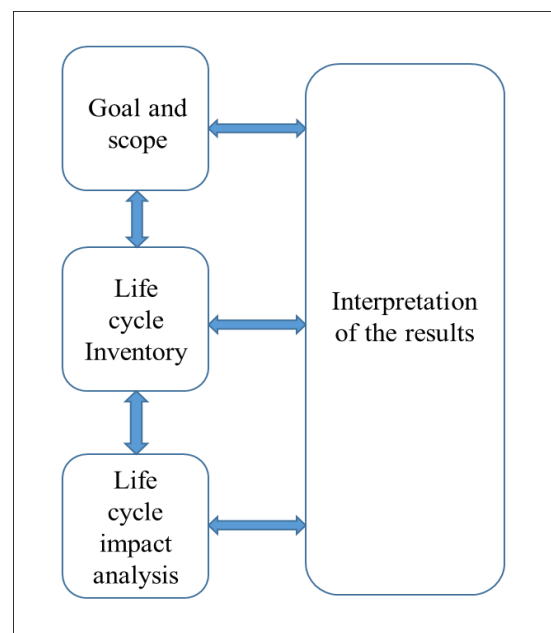 Goal and
scope
Life
cycle
Inventory
Life
cycle
impact
analysis
Interpretation
of the results